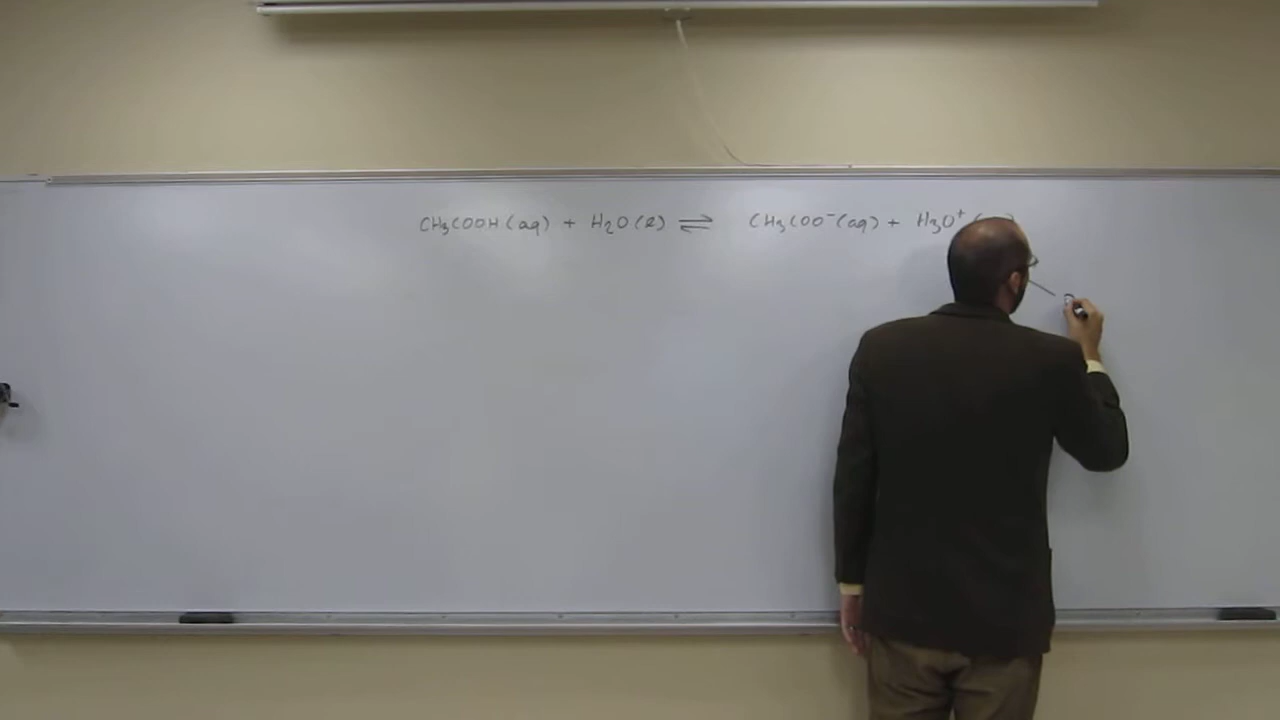 CH₃COOH (aq) + H₂O (l) ⇌ CH₃COO⁻ (aq) + H₃O⁺